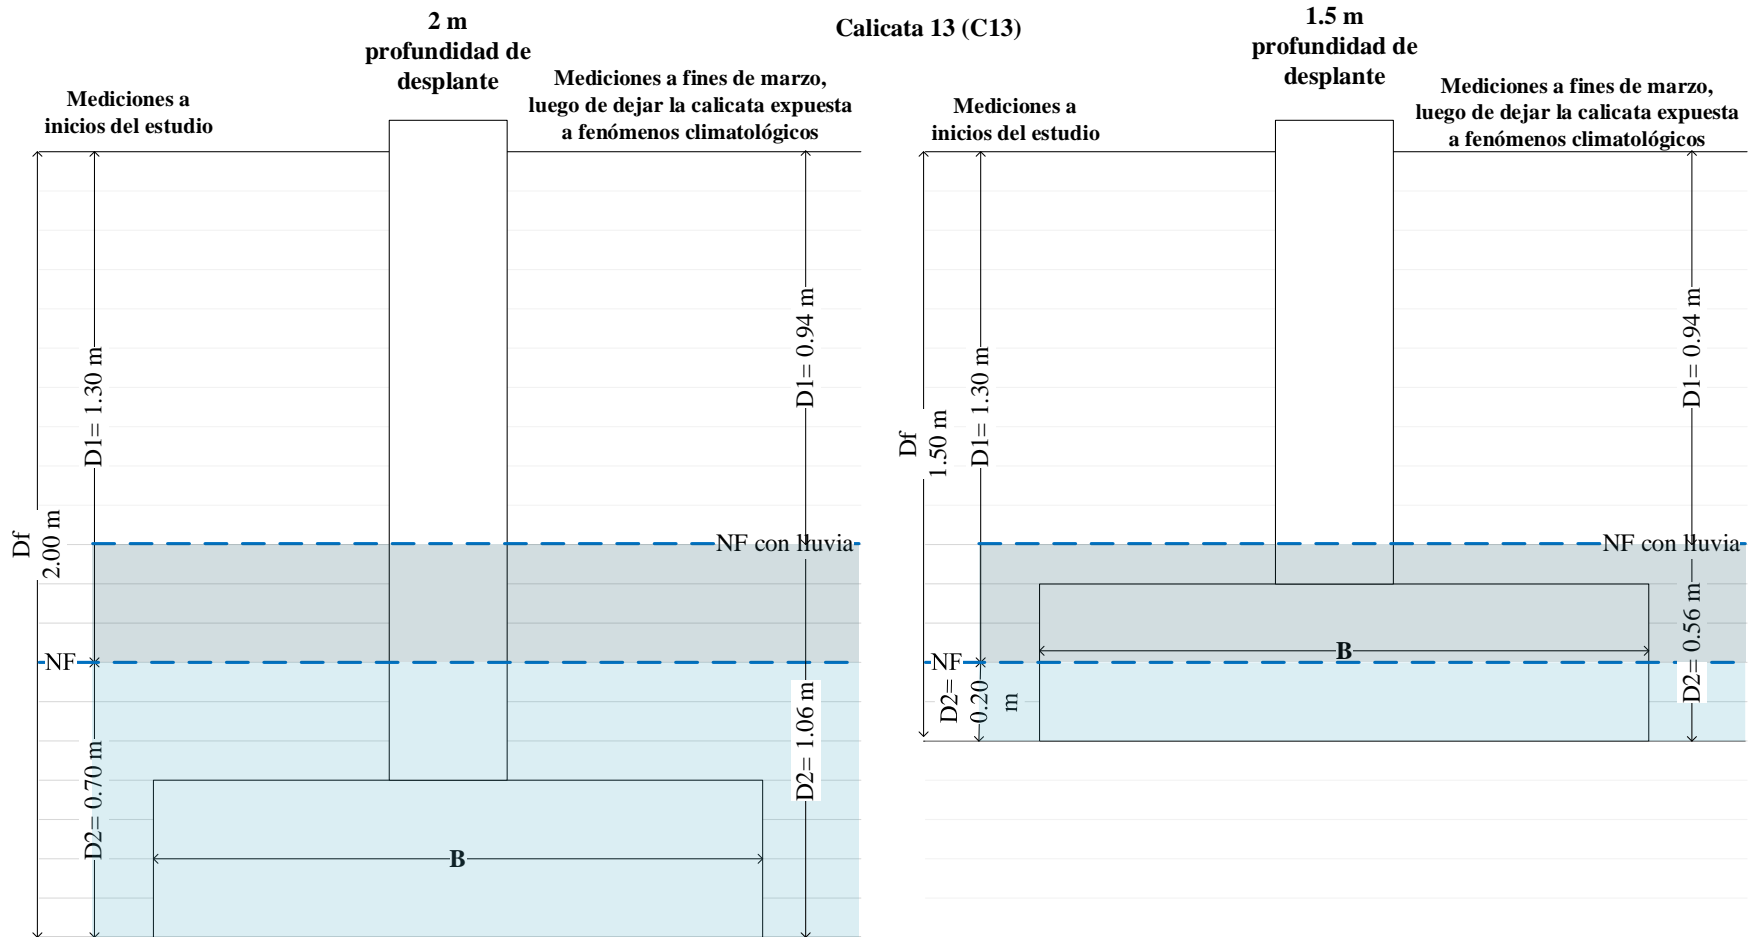 Calicata 13 (C13)
2 m
profundidad de
desplante
Mediciones a
inicios del estudio
Mediciones a fines de marzo,
luego de dejar la calicata expuesta
a fenómenos climatológicos
Df
2.00 m
D1= 1.30 m
D1= 0.94 m
NF con lluvia
NF
D2= 0.70 m
D2= 1.06 m
B
1.5 m
profundidad de
desplante
Mediciones a
inicios del estudio
Mediciones a fines de marzo,
luego de dejar la calicata expuesta
a fenómenos climatológicos
Df
1.50 m
D1= 1.30 m
D1= 0.94 m
NF con lluvia
NF
D2=
0.20
m
D2= 0.56 m
B